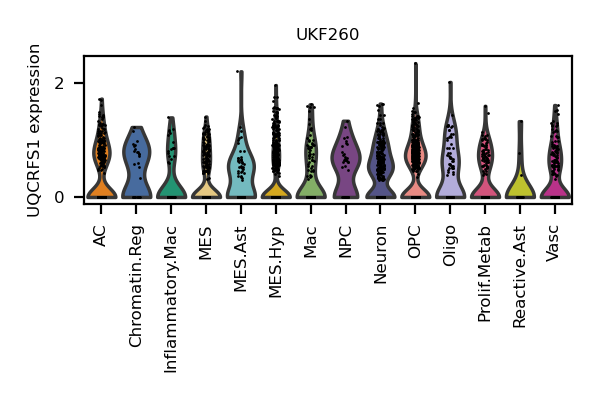 UKF260
UQCRFS1 expression
2
0
AC
Chromatin.Reg
Inflammatory.Mac
MES
MES.Ast
MES.Hyp
Mac
NPC
Neuron
OPC
Oligo
Prolif.Metab
Reactive.Ast
Vasc